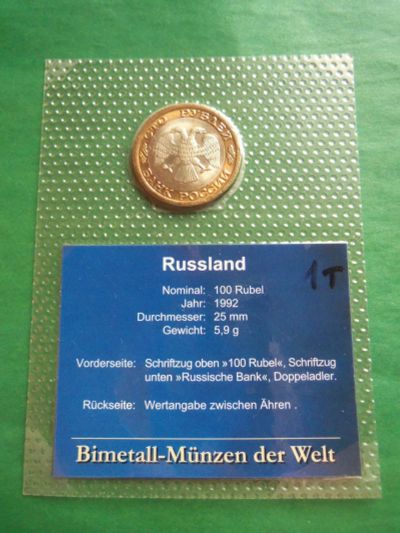 СТО РУБЛЕЙ
БАНК РОССИИ
Russland
1T
Nominal: 100 Rubel
Jahr: 1992
Durchmesser: 25 mm
Gewicht: 5,9 g
Vorderseite: Schriftzug oben »100 Rubel«, Schriftzug
unten »Russische Bank«, Doppeladler.
Rückseite: Wertangabe zwischen Ähren .
Bimetall-Münzen der Welt